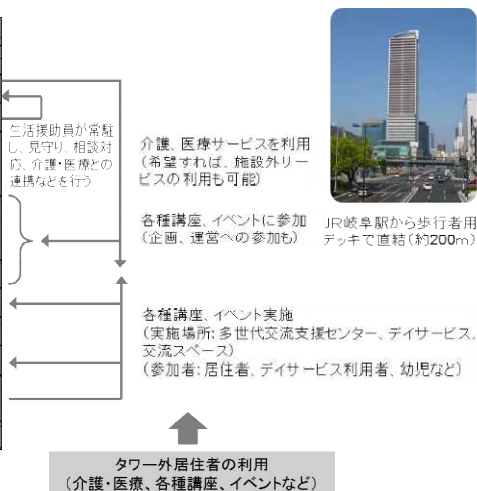 生活援助員が常駐
し、見守り、相談対
応、介護・医療との
連携などを行う
介護、医療サービスを利用
(希望すれば、施設外リー
ビスの利用も可能)
各種講座、イベントに参加
(企画、運営への参加も)
JR岐阜駅から歩行者用
デッキで直結(約200m)
各種講座、イベント実施
(実施場所:多世代交流支援センター、デイサービス、
交流スペース)
(参加者:居住者、デイサービス利用者、幼児など)
タワー外居住者の利用
(介護・医療、各種講座、イベントなど)